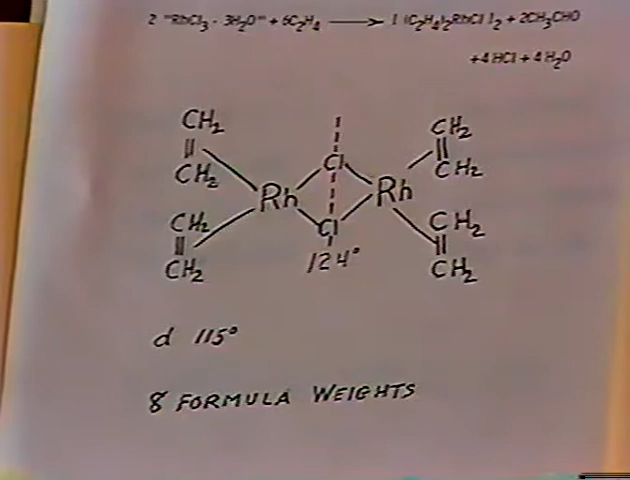 2 "RhCl3 · 3H2O" + 6C2H4 ⟶ [ (C2H4)2RhCl ]2 + 2CH3CHO
+4 HCl + 4 H2O
CH2 CH2
|| Cl ||
CH2 CH2
Rh Rh
CH2 CH2
|| Cl ||
CH2 124° CH2
d 115°
8 FORMULA WEIGHTS